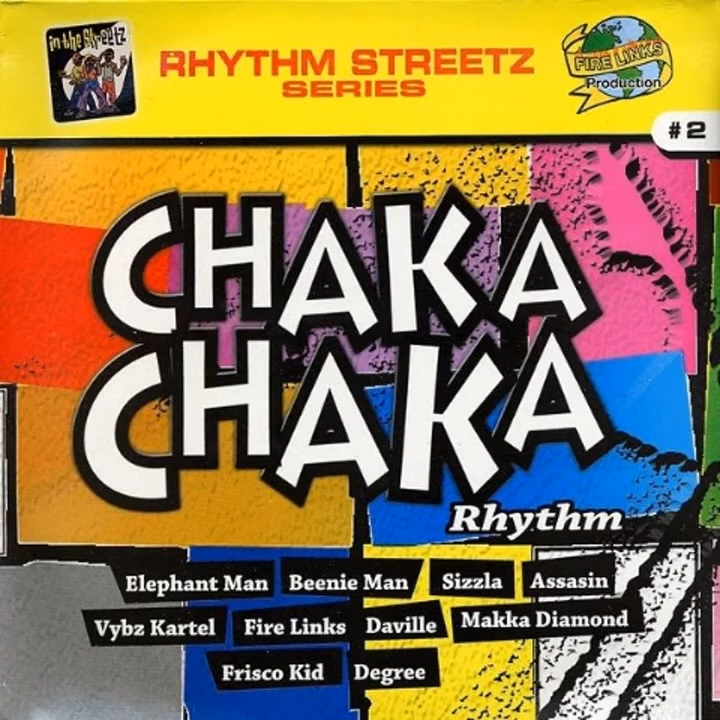 in the Streetz
RHYTHM STREETZ
SERIES
FIRE LINKS
Production
#2
CHAKA
CHAKA
Rhythm
Elephant Man Beenie Man Sizzla Assasin
Vybz Kartel Fire Links Daville Makka Diamond
Frisco Kid Degree